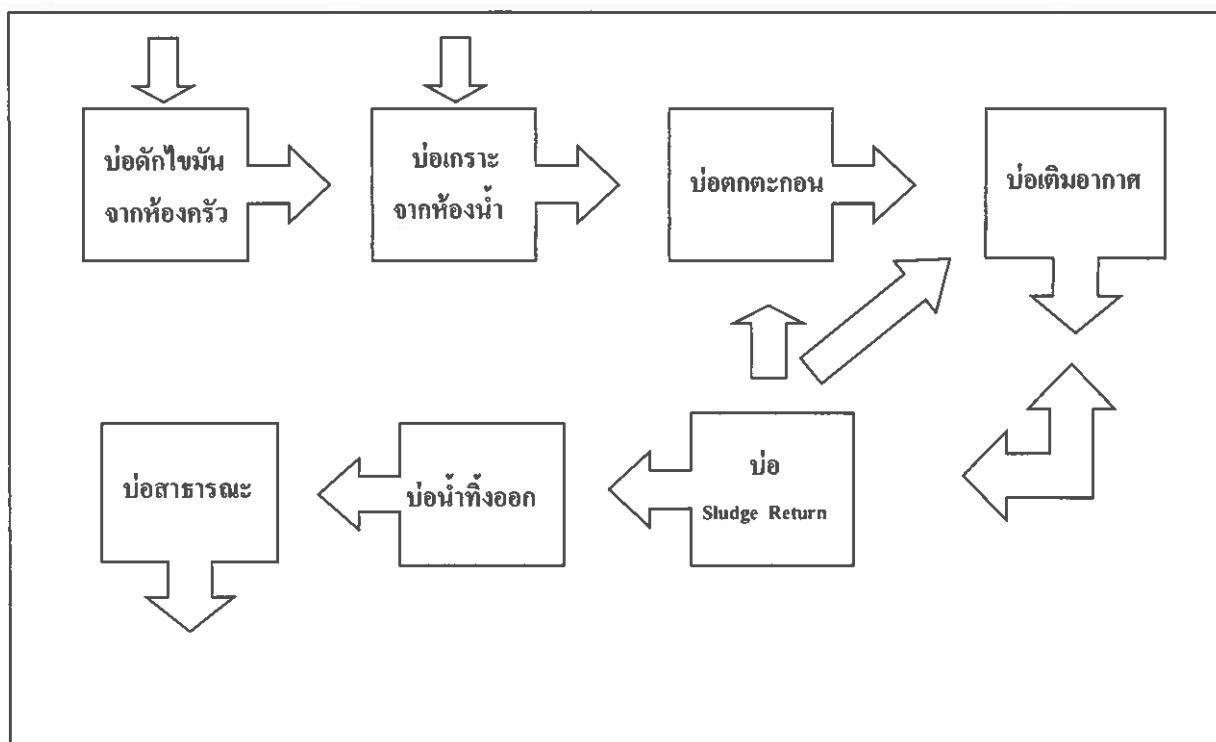 บ่อดักไขมัน
จากห้องครัว
บ่อเกราะ
จากห้องน้ำ
บ่อตกตะกอน
บ่อเติมอากาศ
บ่อสาธารณะ
บ่อน้ำทิ้งออก
บ่อ
Sludge Return